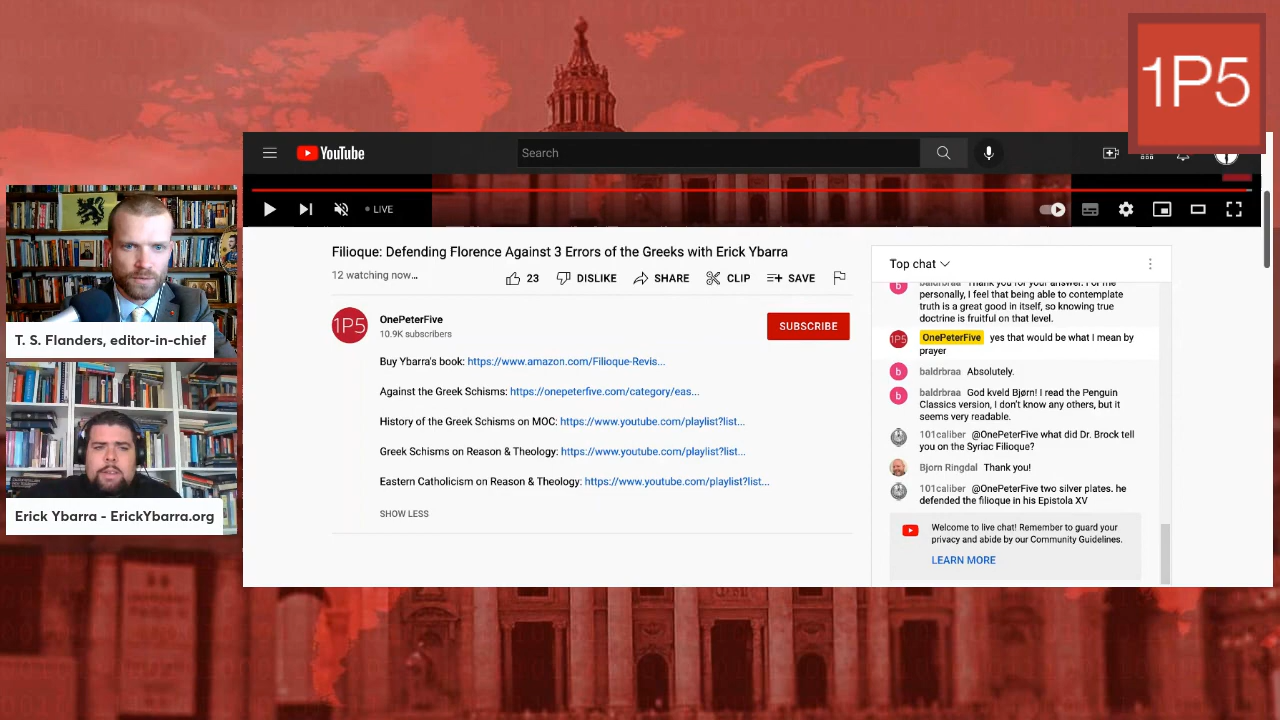 1P5
YouTube
Search
LIVE
T. S. Flanders, editor-in-chief
Erick Ybarra - ErickYbarra.org
Filioque: Defending Florence Against 3 Errors of the Greeks with Erick Ybarra
12 watching now...
23
DISLIKE
SHARE
CLIP
SAVE
1P5
OnePeterFive
10.9K subscribers
SUBSCRIBE
Buy Ybarra's book: https://www.amazon.com/Filioque-Revis...
Against the Greek Schisms: https://onepeterfive.com/category/eas...
History of the Greek Schisms on MOC: https://www.youtube.com/playlist?list...
Greek Schisms on Reason & Theology: https://www.youtube.com/playlist?list...
Eastern Catholicism on Reason & Theology: https://www.youtube.com/playlist?list...
SHOW LESS
Top chat
b baldrbraa Thank you for your answer. For me
personally, I feel that being able to contemplate
truth is a great good in itself, so knowing true
doctrine is fruitful on that level.
1P5 OnePeterFive yes that would be what I mean by
prayer
b baldrbraa Absolutely.
b baldrbraa God kveld Bjørn! I read the Penguin
Classics version, I don't know any others, but it
seems very readable.
101caliber @OnePeterFive what did Dr. Brock tell
you on the Syriac Filioque?
Bjorn Ringdal Thank you!
101caliber @OnePeterFive two silver plates. he
defended the filioque in his Epistola XV
Welcome to live chat! Remember to guard your
privacy and abide by our Community Guidelines.
LEARN MORE